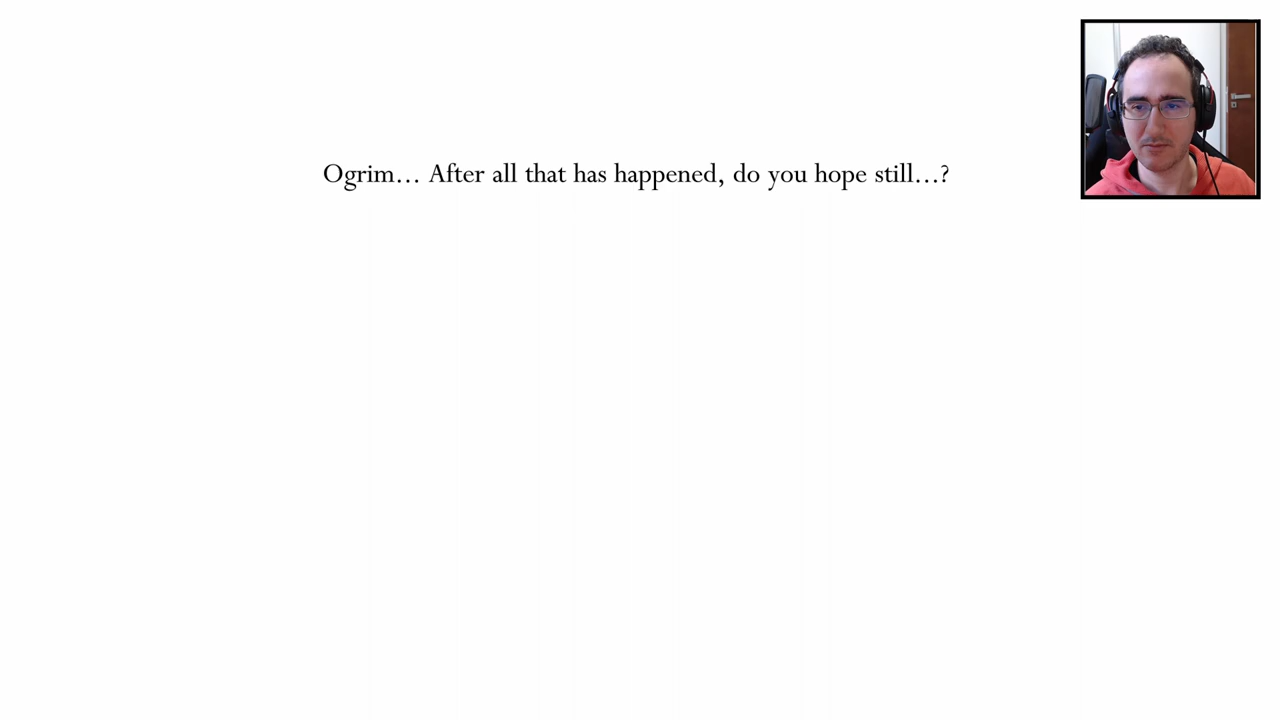 Ogrim… After all that has happened, do you hope still…?